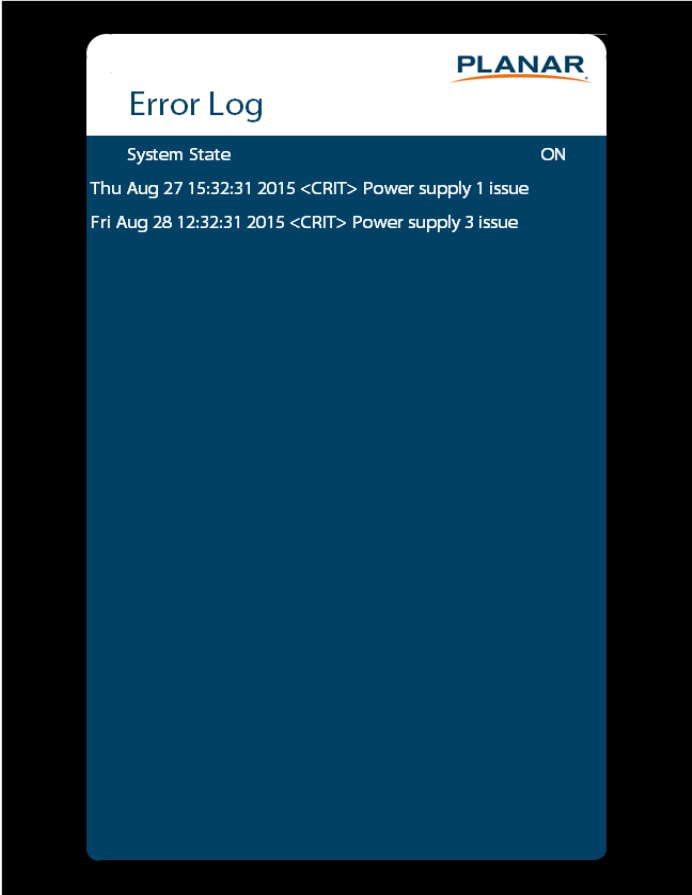 PLANAR
Error Log
System State ON
Thu Aug 27 15:32:31 2015 <CRIT> Power supply 1 issue
Fri Aug 28 12:32:31 2015 <CRIT> Power supply 3 issue